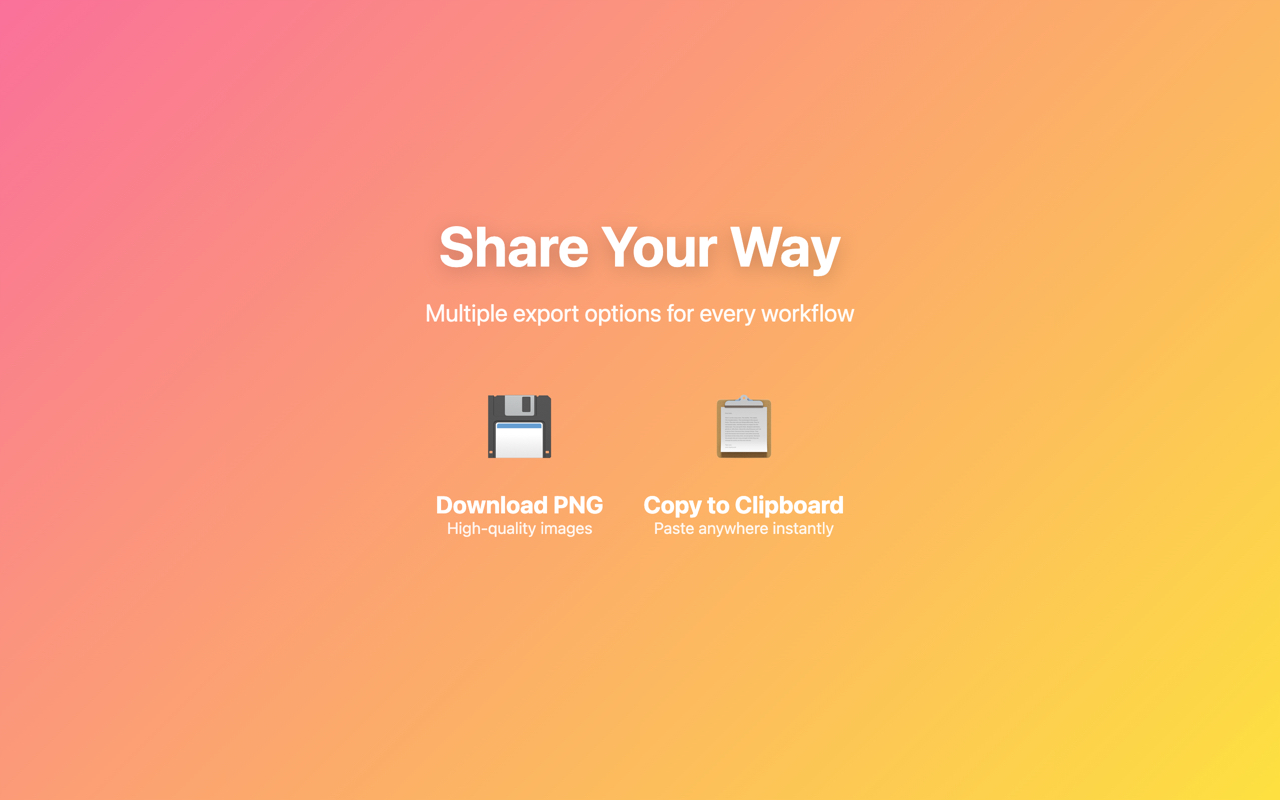 Share Your Way
Multiple export options for every workflow
Download PNG
High-quality images
Copy to Clipboard
Paste anywhere instantly